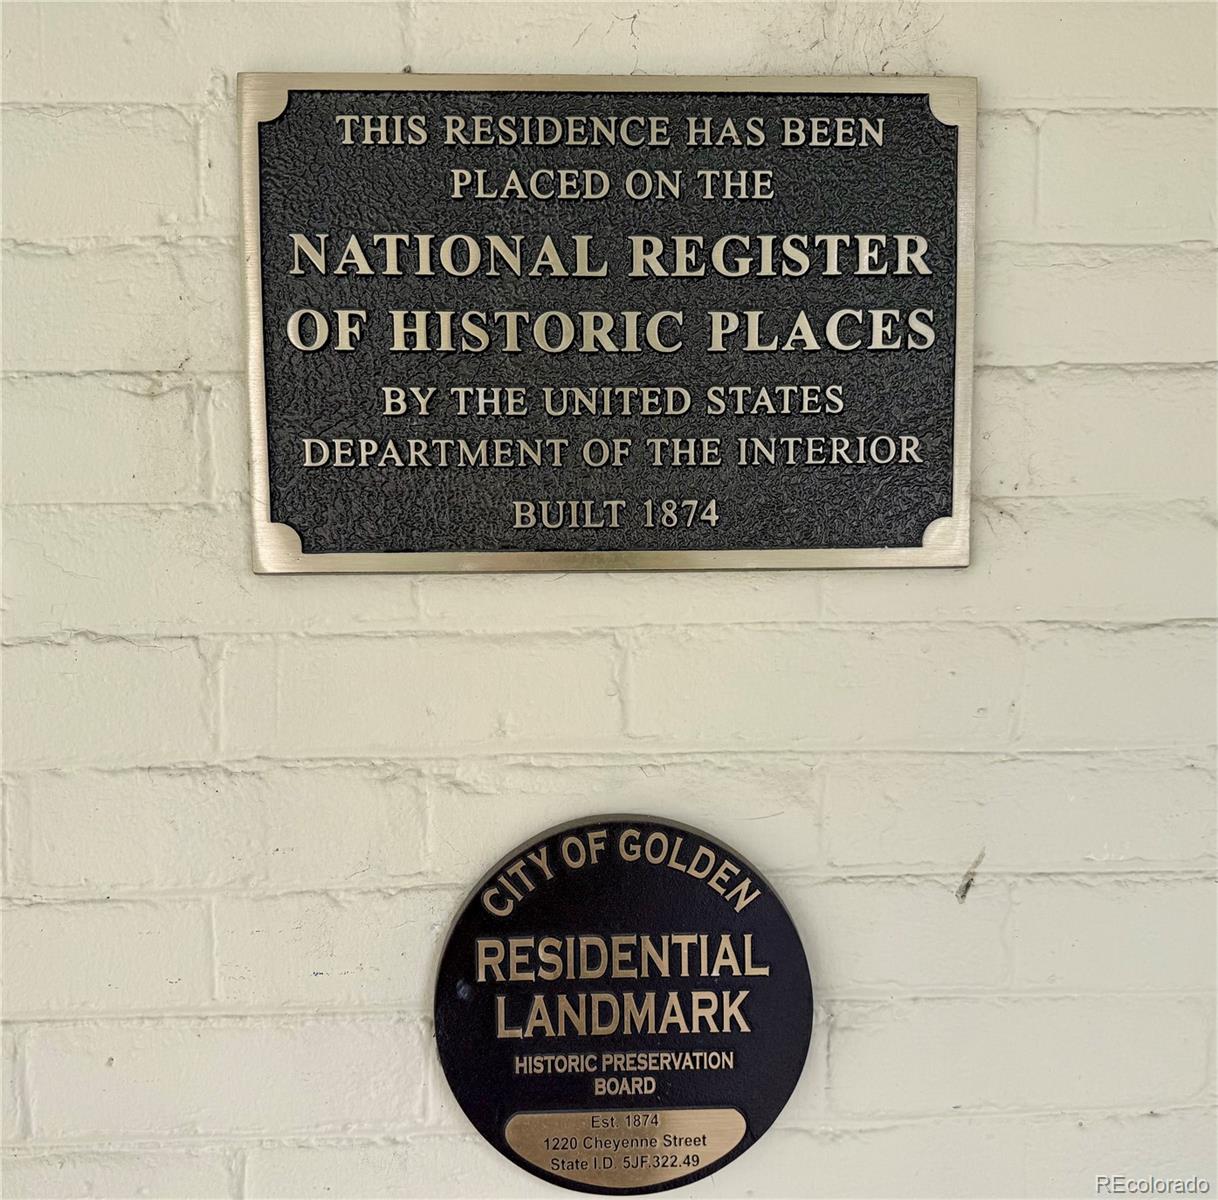 THIS RESIDENCE HAS BEEN
PLACED ON THE
NATIONAL REGISTER
OF HISTORIC PLACES
BY THE UNITED STATES
DEPARTMENT OF THE INTERIOR
BUILT 1874
CITY OF GOLDEN
RESIDENTIAL
LANDMARK
HISTORIC PRESERVATION
BOARD
Est. 1874
1220 Cheyenne Street
State I.D. 5JF.322.49
REcolorado